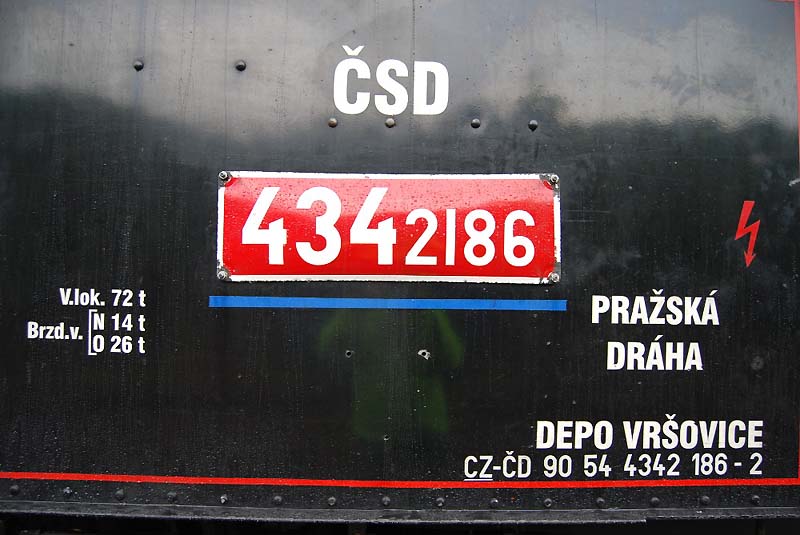 ČSD
434 2186
V.lok. 72 t
Brzd.v. N 14 t
O 26 t
PRAŽSKÁ
DRÁHA
DEPO VRŠOVICE
CZ-ČD 90 54 4342 186 - 2